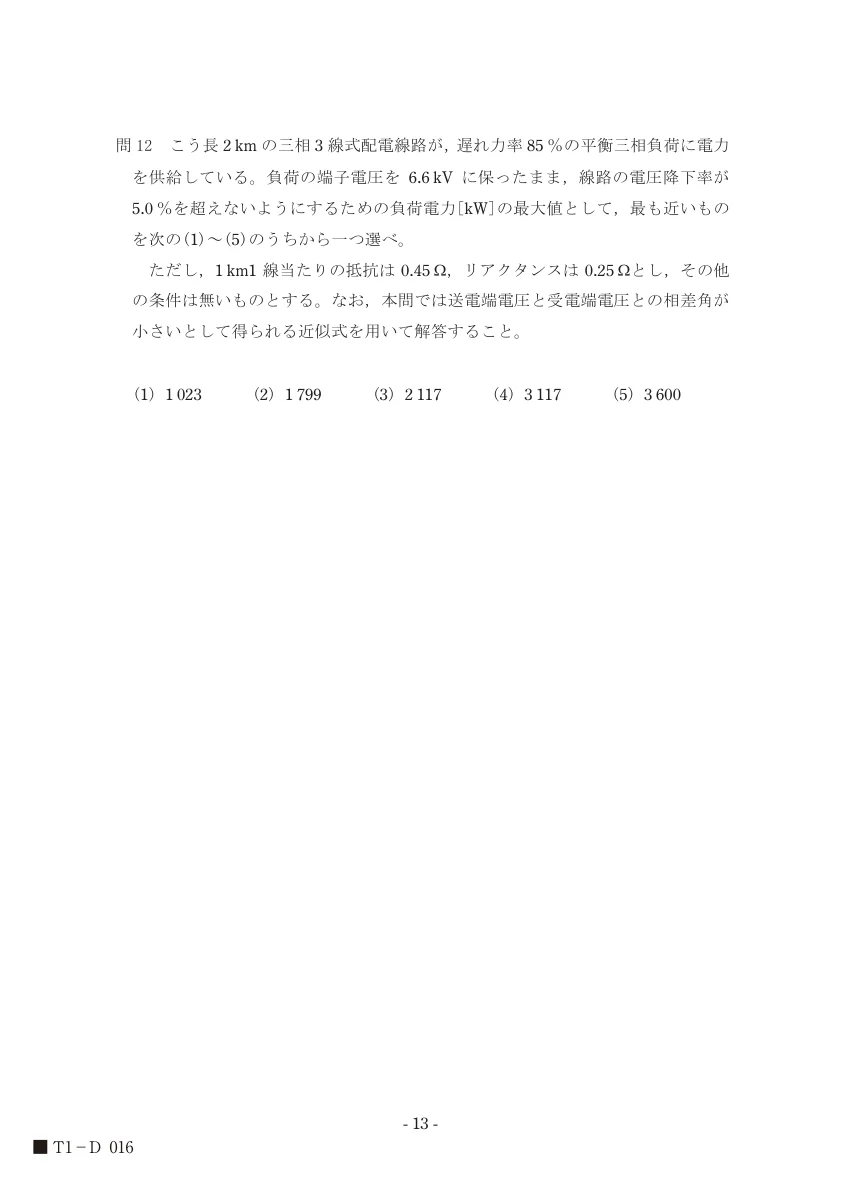 問 12　こう長 2 km の三相 3 線式配電線路が，遅れ力率 85 ％の平衡三相負荷に電力
を供給している。負荷の端子電圧を 6.6 kV に保ったまま，線路の電圧降下率が
5.0 ％を超えないようにするための負荷電力[kW]の最大値として，最も近いもの
を次の(1)～(5)のうちから一つ選べ。
ただし，1 km1 線当たりの抵抗は 0.45 Ω，リアクタンスは 0.25 Ωとし，その他
の条件は無いものとする。なお，本問では送電端電圧と受電端電圧との相差角が
小さいとして得られる近似式を用いて解答すること。
(1) 1 023　(2) 1 799　(3) 2 117　(4) 3 117　(5) 3 600
- 13 -
■ T1－D 016